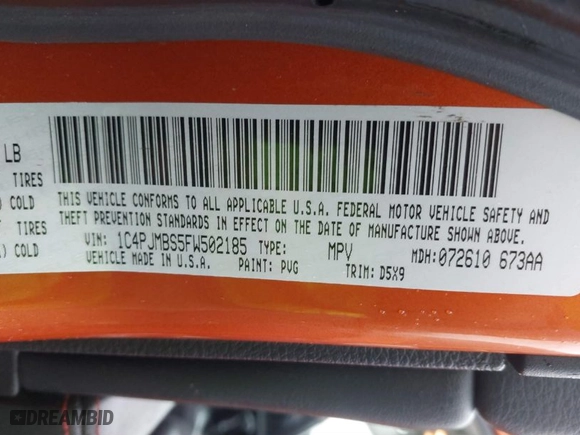 LB
TIRES
) COLD
TIRES
) COLD
THIS VEHICLE CONFORMS TO ALL APPLICABLE U.S.A. FEDERAL MOTOR VEHICLE SAFETY AND
THEFT PREVENTION STANDARDS IN EFFECT ON THE DATE OF MANUFACTURE SHOWN ABOVE.
VIN: 1C4PJMBS5FW502185 TYPE: MPV MDH:072610 673AA
VEHICLE MADE IN U.S.A. PAINT: PVG TRIM: D5X9
DREAMBID